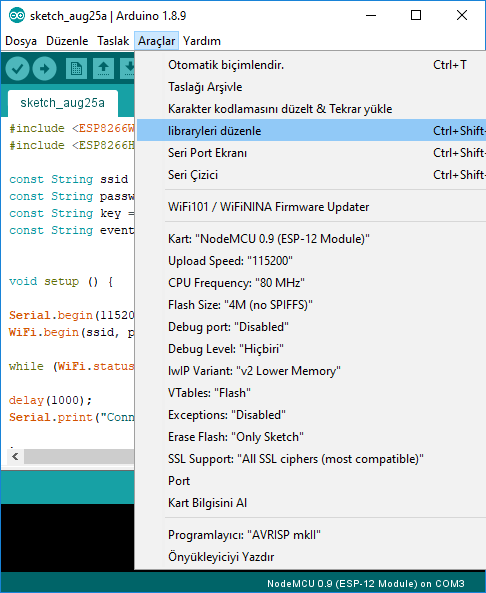 sketch_aug25a | Arduino 1.8.9
Dosya Düzenle Taslak Araçlar Yardım
Otomatik biçimlendir. Ctrl+T
Taslağı Arşivle
Karakter kodlamasını düzelt & Tekrar yükle
libraryleri düzenle Ctrl+Shift-
Seri Port Ekranı Ctrl+Shift-
Seri Çizici Ctrl+Shift-
WiFi101 / WiFiNINA Firmware Updater
Kart: "NodeMCU 0.9 (ESP-12 Module)"
Upload Speed: "115200"
CPU Frequency: "80 MHz"
Flash Size: "4M (no SPIFFS)"
Debug port: "Disabled"
Debug Level: "Hiçbiri"
lwIP Variant: "v2 Lower Memory"
VTables: "Flash"
Exceptions: "Disabled"
Erase Flash: "Only Sketch"
SSL Support: "All SSL ciphers (most compatible)"
Port
Kart Bilgisini Al
Programlayıcı: "AVRISP mkII"
Önyükleyiciyi Yazdır
sketch_aug25a
#include <ESP8266W
#include <ESP8266H
const String ssid
const String passw
const String key =
const String event
void setup () {
Serial.begin(11520
WiFi.begin(ssid, p
while (WiFi.status
delay(1000);
Serial.print("Conn
NodeMCU 0.9 (ESP-12 Module) on COM3